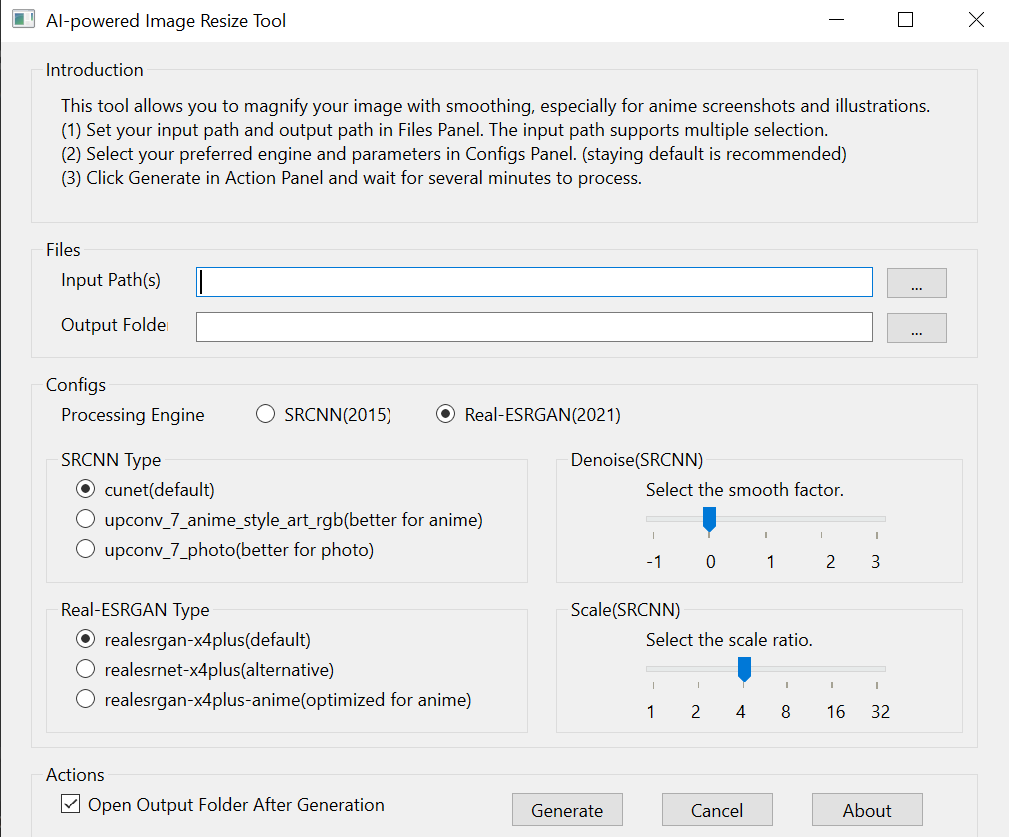 AI-powered Image Resize Tool
Introduction
This tool allows you to magnify your image with smoothing, especially for anime screenshots and illustrations.
(1) Set your input path and output path in Files Panel. The input path supports multiple selection.
(2) Select your preferred engine and parameters in Configs Panel. (staying default is recommended)
(3) Click Generate in Action Panel and wait for several minutes to process.
Files
Input Path(s)
...
Output Folde
...
Configs
Processing Engine SRCNN(2015) Real-ESRGAN(2021)
SRCNN Type
cunet(default)
upconv_7_anime_style_art_rgb(better for anime)
upconv_7_photo(better for photo)
Denoise(SRCNN)
Select the smooth factor.
-1 0 1 2 3
Real-ESRGAN Type
realesrgan-x4plus(default)
realesrnet-x4plus(alternative)
realesrgan-x4plus-anime(optimized for anime)
Scale(SRCNN)
Select the scale ratio.
1 2 4 8 16 32
Actions
Open Output Folder After Generation
Generate Cancel About